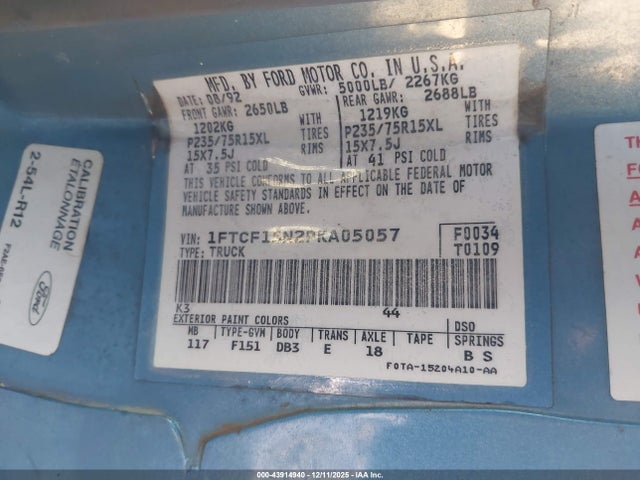 MFD. BY FORD MOTOR CO. IN U.S.A.
DATE: 08/92 GVWR: 5000LB/ 2267KG
FRONT GAWR: 2650LB REAR GAWR: 2688LB
1202KG WITH 1219KG WITH
P235/75R15XL TIRES P235/75R15XL TIRES
15X7.5J RIMS 15X7.5J RIMS
AT 35 PSI COLD AT 41 PSI COLD
THIS VEHICLE CONFORMS TO ALL APPLICABLE FEDERAL MOTOR
VEHICLE SAFETY STANDARDS IN EFFECT ON THE DATE OF
MANUFACTURE SHOWN ABOVE.
VIN: F0034
TYPE: TRUCK T0109
K3 44
EXTERIOR PAINT COLORS DSO
WB TYPE-GVM BODY TRANS AXLE TAPE SPRINGS
117 F151 DB3 E 18 B S
F0TA-15204A10-AA
CALIBRATION
ETALONNAGE
2-54L-R12
Ford
000-43914940 12/11/2025 IAA Inc.